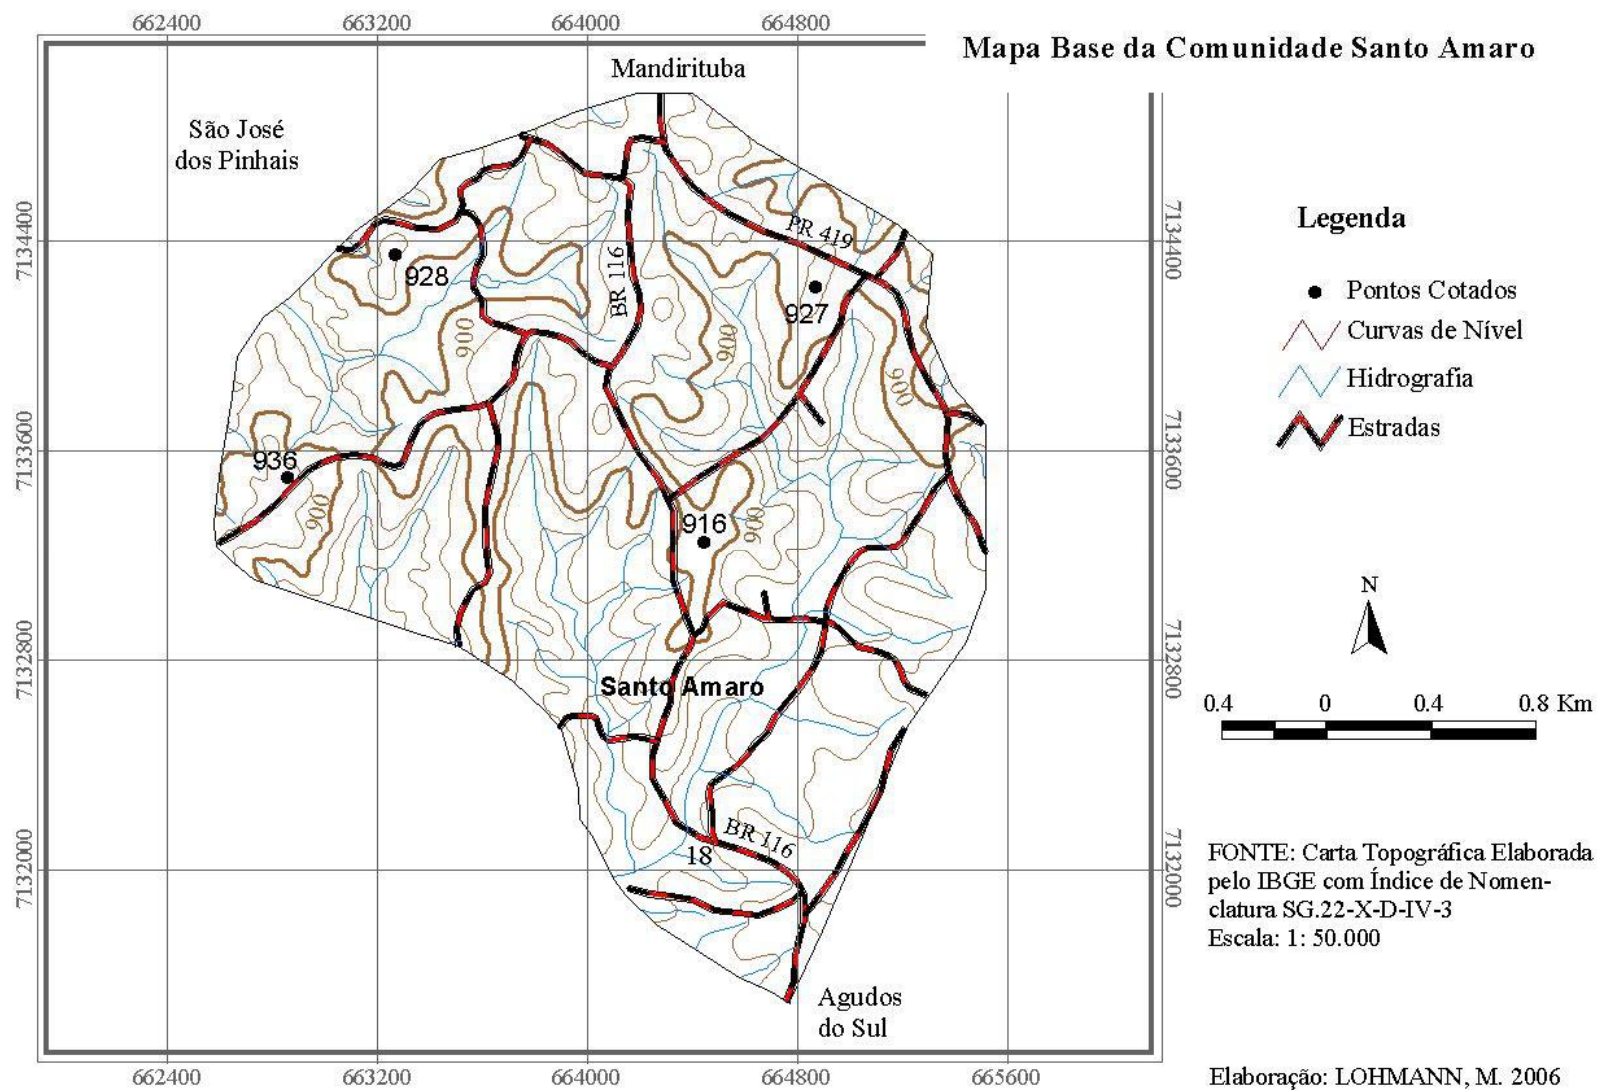 662400 663200 664000 664800
Mapa Base da Comunidade Santo Amaro
Mandirituba
São José
dos Pinhais
7134400
7133600
7132800
7132000
PR 419
BR 116
928
927
900
900
900
936
900
916
900
Santo Amaro
BR 116
18
Agudos
do Sul
7134400
7133600
7132800
7132000
662400 663200 664000 664800 665600
Legenda
Pontos Cotados
Curvas de Nível
Hidrografia
Estradas
N
0.4 0 0.4 0.8 Km
FONTE: Carta Topográfica Elaborada
pelo IBGE com Índice de Nomen-
clatura SG.22-X-D-IV-3
Escala: 1: 50.000
Elaboração: LOHMANN, M. 2006